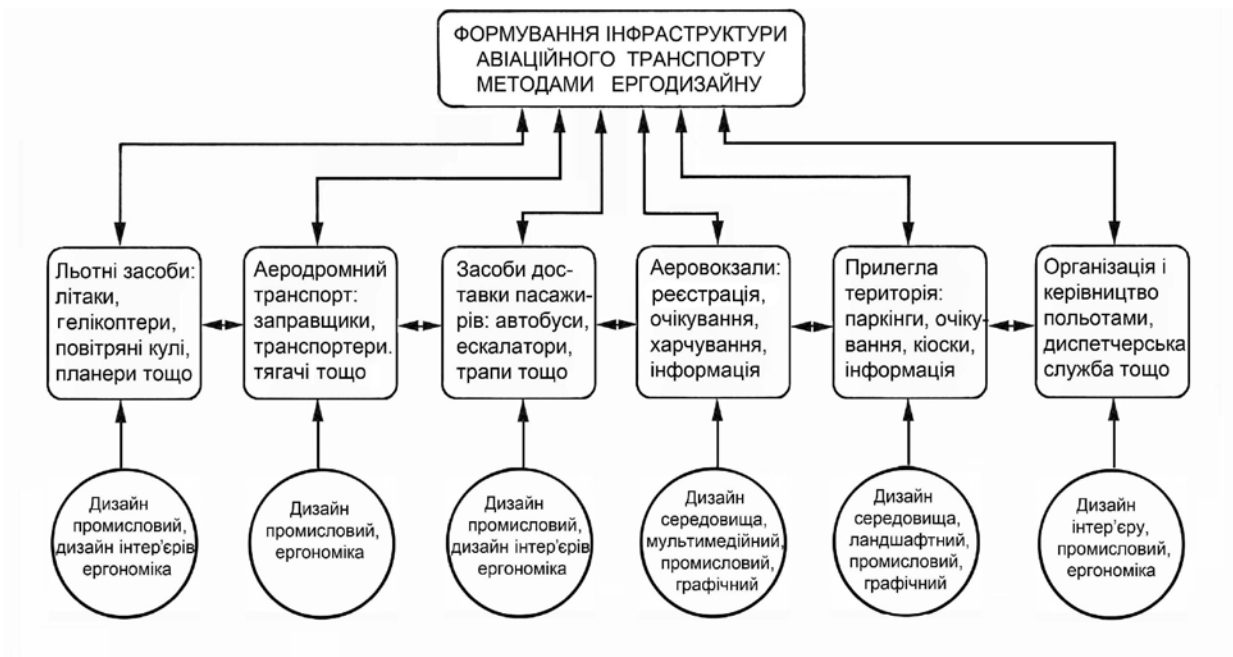 ФОРМУВАННЯ ІНФРАСТРУКТУРИ
АВІАЦІЙНОГО ТРАНСПОРТУ
МЕТОДАМИ ЕРГОДИЗАЙНУ
Льотні засоби:
літаки,
гелікоптери,
повітряні кулі,
планери тощо
Аеродромний
транспорт:
заправщики,
транспортери.
тягачі тощо
Засоби дос-
тавки пасажи-
рів: автобуси,
ескалатори,
трапи тощо
Аеровокзали:
реєстрація,
очікування,
харчування,
інформація
Прилегла
територія:
паркінги, очіку-
вання, кіоски,
інформація
Організація і
керівництво
польотами,
диспетчерська
служба тощо
Дизайн
промисловий,
дизайн інтер'єрів
ергономіка
Дизайн
промисловий,
ергономіка
Дизайн
промисловий,
дизайн інтер'єрів
ергономіка
Дизайн
середовища,
мультимедійний,
промисловий,
графічний
Дизайн
середовища,
ландшафтний,
промисловий,
графічний
Дизайн
інтер'єру,
промисловий,
ергономіка